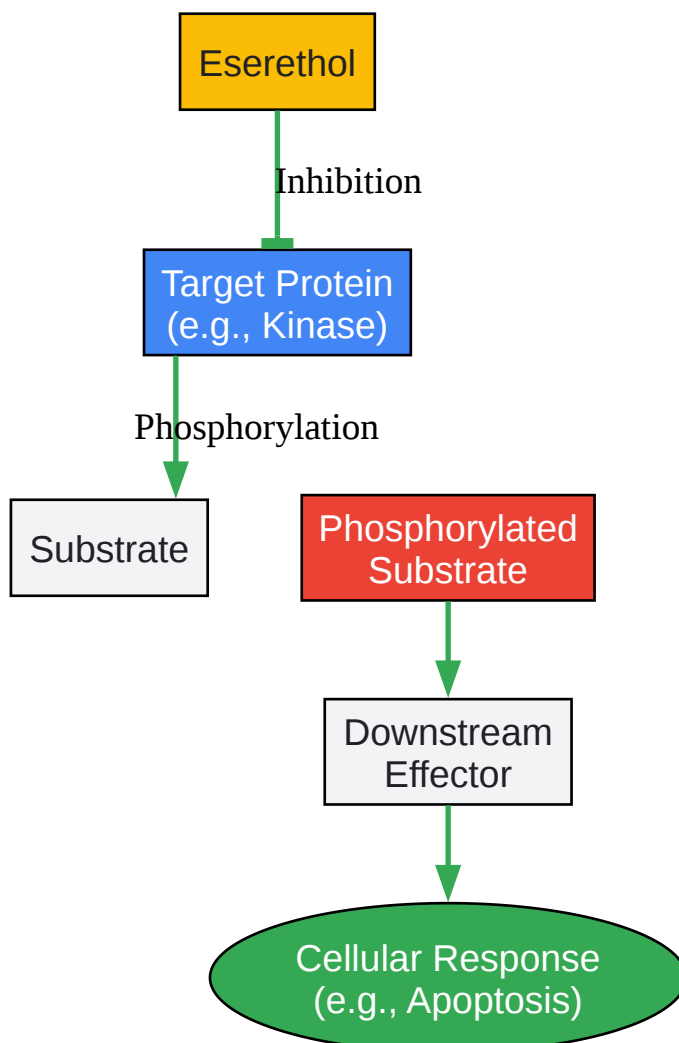 Eserethol
Inhibition
Target Protein
(e.g., Kinase)
Phosphorylation
Substrate
Phosphorylated
Substrate
Downstream
Effector
Cellular Response
(e.g., Apoptosis)